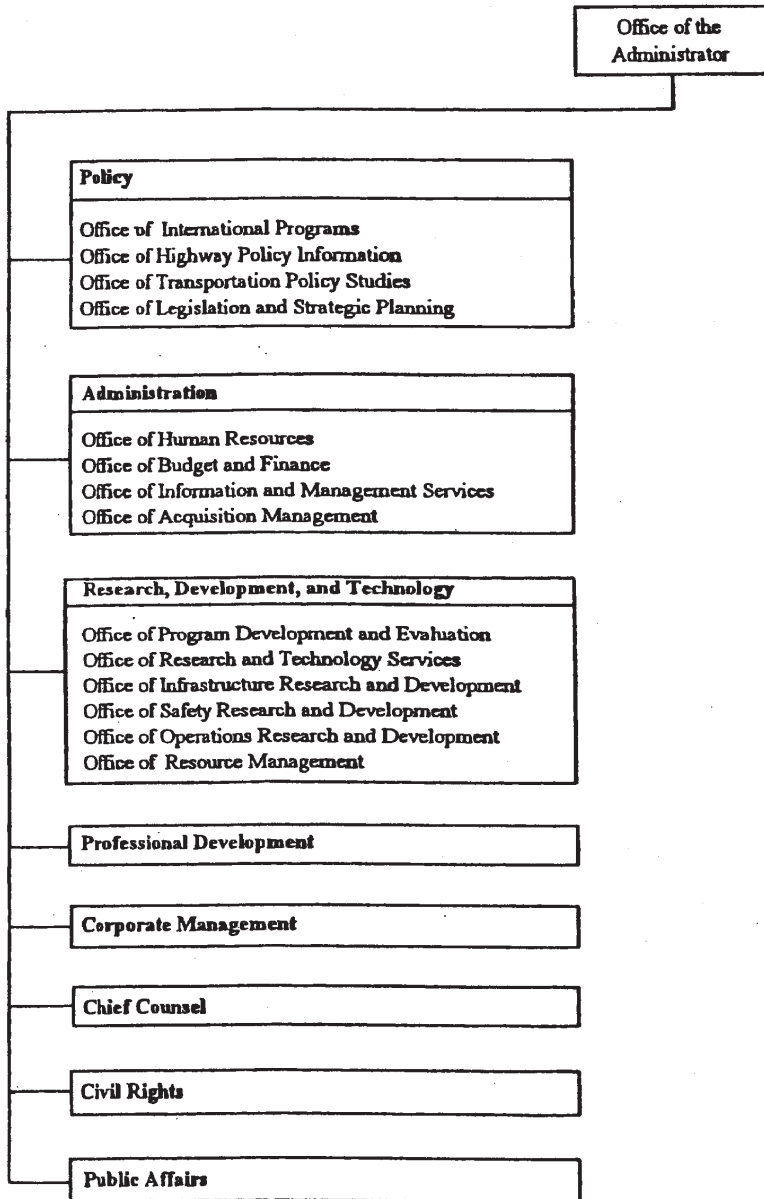 Office of the
Administrator
Policy
Office of International Programs
Office of Highway Policy Information
Office of Transportation Policy Studies
Office of Legislation and Strategic Planning
Administration
Office of Human Resources
Office of Budget and Finance
Office of Information and Management Services
Office of Acquisition Management
Research, Development, and Technology
Office of Program Development and Evaluation
Office of Research and Technology Services
Office of Infrastructure Research and Development
Office of Safety Research and Development
Office of Operations Research and Development
Office of Resource Management
Professional Development
Corporate Management
Chief Counsel
Civil Rights
Public Affairs